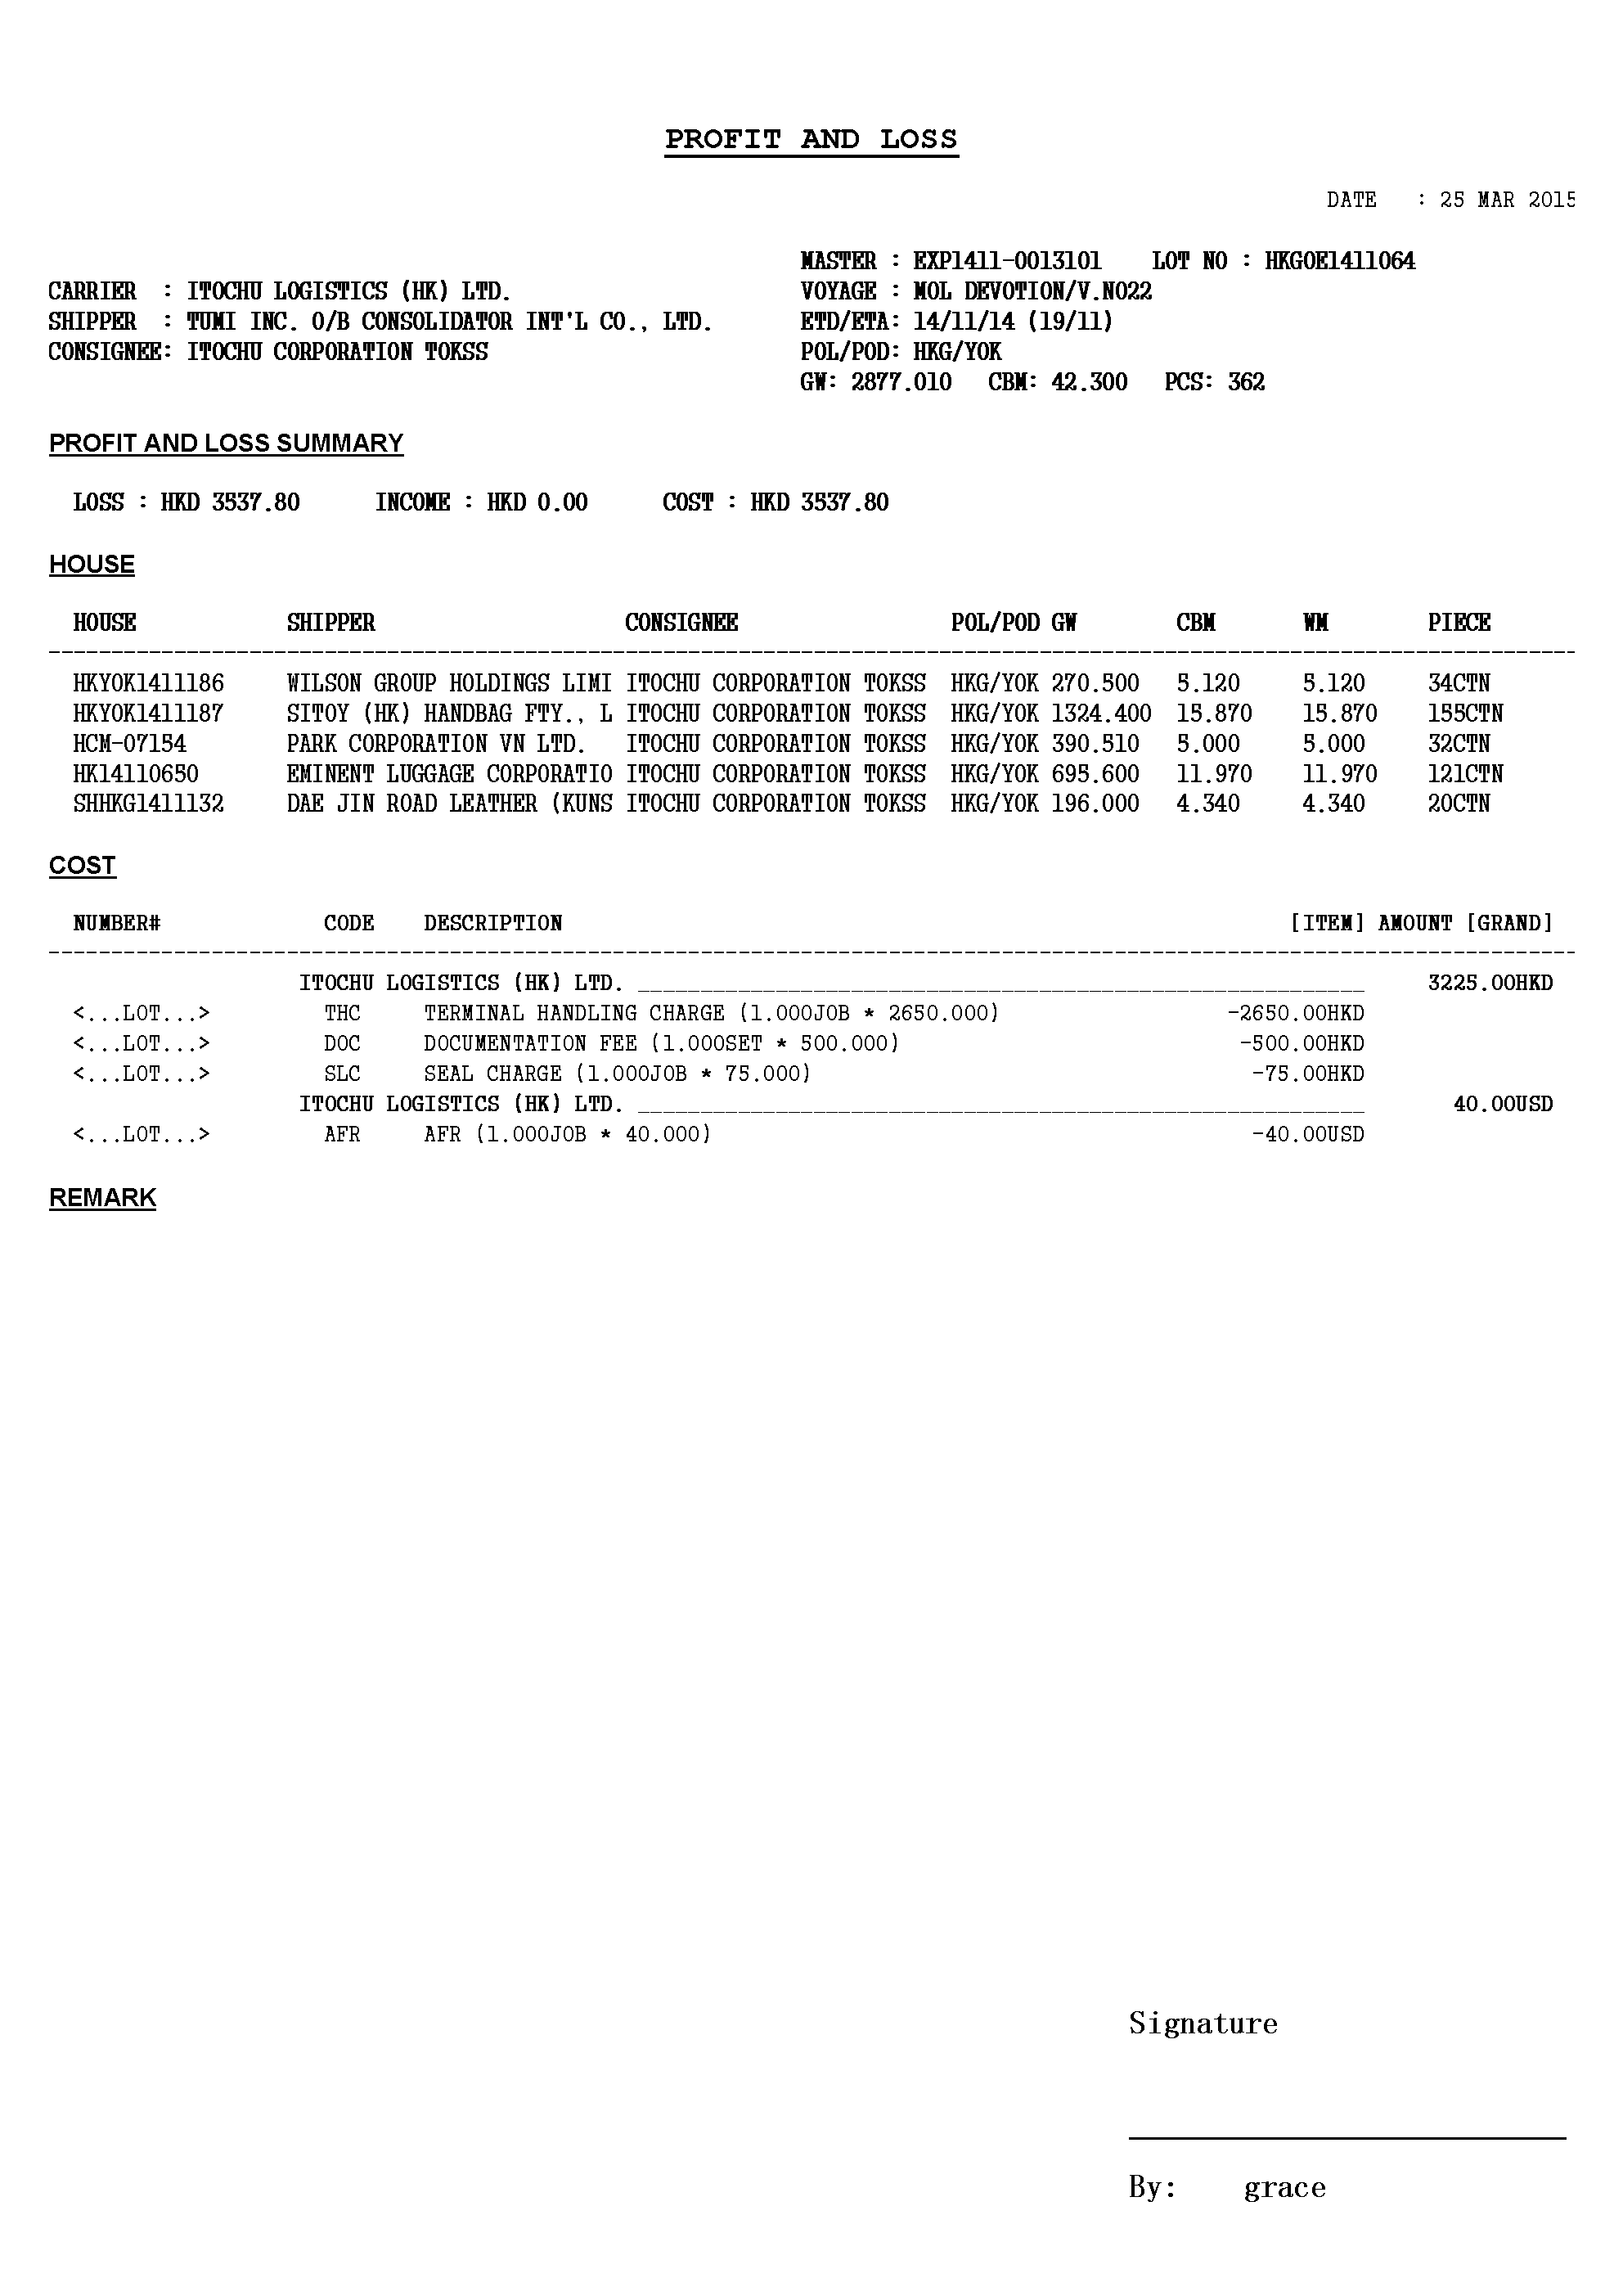 PROFIT AND LOSS
DATE : 25 MAR 2015
MASTER : EXP1411-0013101 LOT NO : HKGOE1411064
CARRIER : ITOCHU LOGISTICS (HK) LTD. VOYAGE : MOL DEVOTION/V.N022
SHIPPER : TUMI INC. O/B CONSOLIDATOR INT'L CO., LTD. ETD/ETA: 14/11/14 (19/11)
CONSIGNEE: ITOCHU CORPORATION TOKSS POL/POD: HKG/YOK
GW: 2877.010 CBM: 42.300 PCS: 362
PROFIT AND LOSS SUMMARY
LOSS : HKD 3537.80 INCOME : HKD 0.00 COST : HKD 3537.80
HOUSE
HOUSE SHIPPER CONSIGNEE POL/POD GW CBM WM PIECE
HKYOK1411186 WILSON GROUP HOLDINGS LIMI ITOCHU CORPORATION TOKSS HKG/YOK 270.500 5.120 5.120 34CTN
HKYOK1411187 SITOY (HK) HANDBAG FTY., L ITOCHU CORPORATION TOKSS HKG/YOK 1324.400 15.870 15.870 155CTN
HCM-07154 PARK CORPORATION VN LTD. ITOCHU CORPORATION TOKSS HKG/YOK 390.510 5.000 5.000 32CTN
HK14110650 EMINENT LUGGAGE CORPORATIO ITOCHU CORPORATION TOKSS HKG/YOK 695.600 11.970 11.970 121CTN
SHHKG1411132 DAE JIN ROAD LEATHER (KUNS ITOCHU CORPORATION TOKSS HKG/YOK 196.000 4.340 4.340 20CTN
COST
NUMBER# CODE DESCRIPTION [ITEM] AMOUNT [GRAND]
ITOCHU LOGISTICS (HK) LTD. 3225.00HKD
<...LOT...> THC TERMINAL HANDLING CHARGE (1.000JOB * 2650.000) -2650.00HKD
<...LOT...> DOC DOCUMENTATION FEE (1.000SET * 500.000) -500.00HKD
<...LOT...> SLC SEAL CHARGE (1.000JOB * 75.000) -75.00HKD
ITOCHU LOGISTICS (HK) LTD. 40.00USD
<...LOT...> AFR AFR (1.000JOB * 40.000) -40.00USD
REMARK
Signature
By: grace